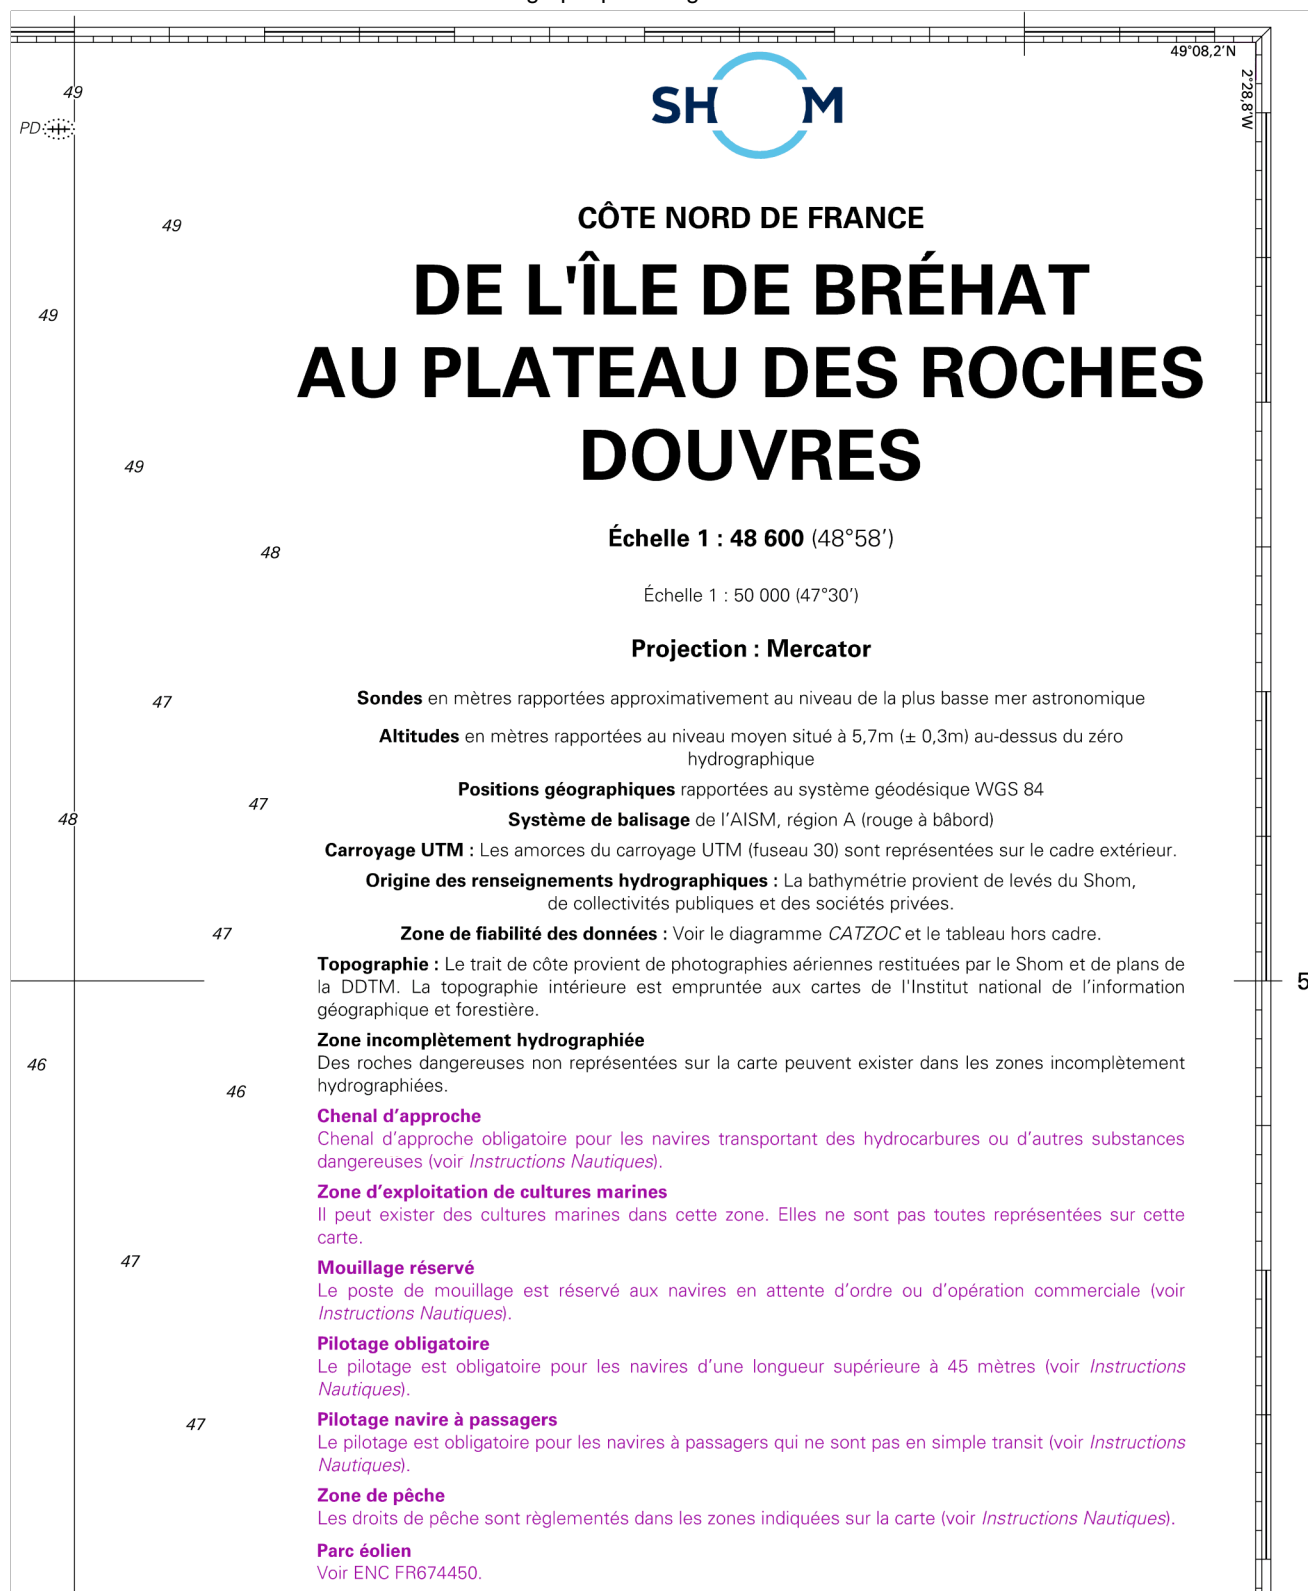 49°08,2'N
2°28,8'W
49
SHOM
PD
CÔTE NORD DE FRANCE
49
DE L'ÎLE DE BRÉHAT
49
AU PLATEAU DES ROCHES
DOUVRES
49
Échelle 1 : 48 600 (48°58′)
48
Échelle 1 : 50 000 (47°30′)
Projection : Mercator
Sondes en mètres rapportées approximativement au niveau de la plus basse mer astronomique
47
Altitudes en mètres rapportées au niveau moyen situé à 5,7m (± 0,3m) au-dessus du zéro
hydrographique
Positions géographiques rapportées au système géodésique WGS 84
47
48
Système de balisage de l’AISM, région A (rouge à bâbord)
Carroyage UTM : Les amorces du carroyage UTM (fuseau 30) sont représentées sur le cadre extérieur.
Origine des renseignements hydrographiques : La bathymétrie provient de levés du Shom,
de collectivités publiques et des sociétés privées.
47
Zone de fiabilité des données : Voir le diagramme CATZOC et le tableau hors cadre.
Topographie : Le trait de côte provient de photographies aériennes restituées par le Shom et de plans de
la DDTM. La topographie intérieure est empruntée aux cartes de l'Institut national de l’information
géographique et forestière.
5
Zone incomplètement hydrographiée
Des roches dangereuses non représentées sur la carte peuvent exister dans les zones incomplètement
hydrographiées.
46
46
Chenal d’approche
Chenal d’approche obligatoire pour les navires transportant des hydrocarbures ou d’autres substances
dangereuses (voir Instructions Nautiques).
Zone d’exploitation de cultures marines
Il peut exister des cultures marines dans cette zone. Elles ne sont pas toutes représentées sur cette
carte.
47
Mouillage réservé
Le poste de mouillage est réservé aux navires en attente d’ordre ou d’opération commerciale (voir
Instructions Nautiques).
Pilotage obligatoire
Le pilotage est obligatoire pour les navires d’une longueur supérieure à 45 mètres (voir Instructions
Nautiques).
47
Pilotage navire à passagers
Le pilotage est obligatoire pour les navires à passagers qui ne sont pas en simple transit (voir Instructions
Nautiques).
Zone de pêche
Les droits de pêche sont règlementés dans les zones indiquées sur la carte (voir Instructions Nautiques).
Parc éolien
Voir ENC FR674450.